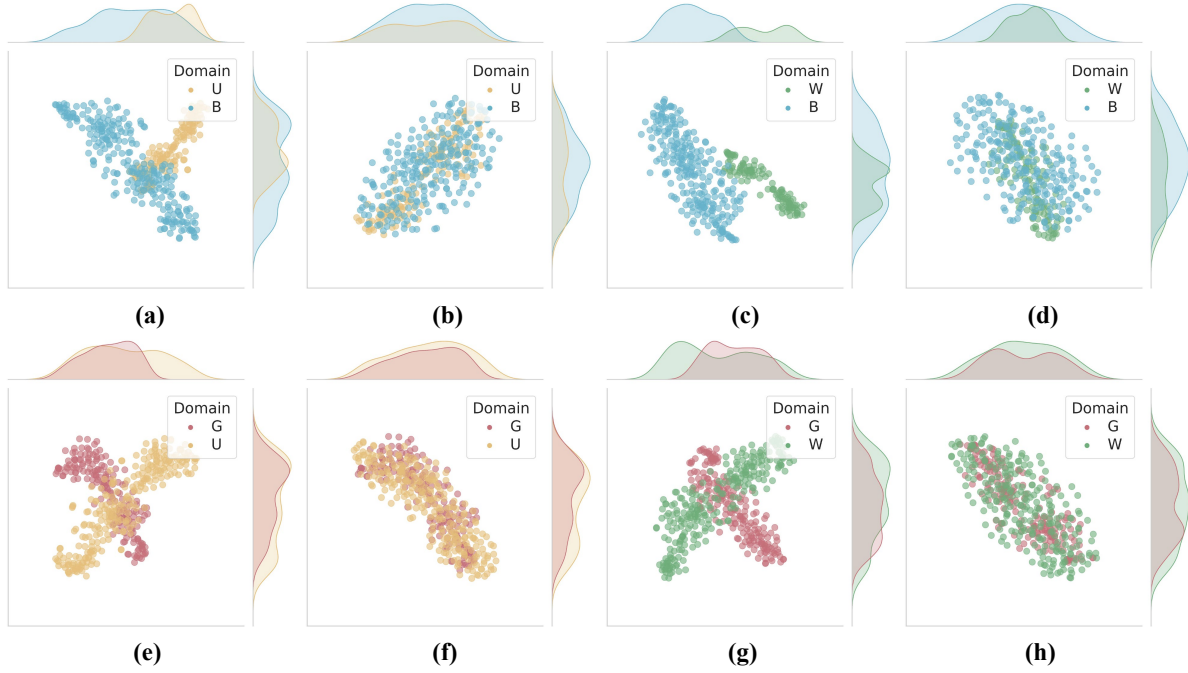 Domain
U
B
(a)
Domain
U
B
(b)
Domain
W
B
(c)
Domain
W
B
(d)
Domain
G
U
(e)
Domain
G
U
(f)
Domain
G
W
(g)
Domain
G
W
(h)